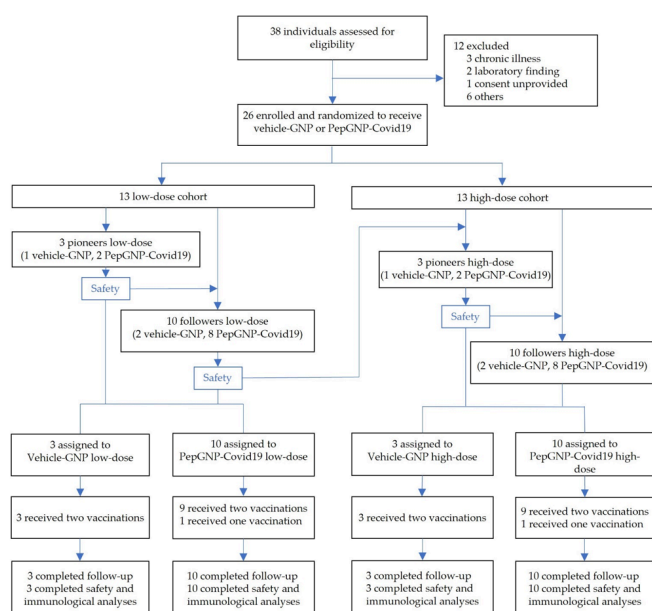 38 individuals assessed for
eligibility
12 excluded
3 chronic illness
2 laboratory finding
1 consent unprovided
6 others
26 enrolled and randomized to receive
vehicle-GNP or PepGNP-Covid19
13 low-dose cohort
13 high-dose cohort
3 pioneers low-dose
(1 vehicle-GNP, 2 PepGNP-Covid19)
Safety
10 followers low-dose
(2 vehicle-GNP, 8 PepGNP-Covid19)
Safety
3 pioneers high-dose
(1 vehicle-GNP, 2 PepGNP-Covid19)
Safety
10 followers high-dose
(2 vehicle-GNP, 8 PepGNP-Covid19)
3 assigned to
Vehicle-GNP low-dose
10 assigned to
PepGNP-Covid19 low-dose
3 assigned to
Vehicle-GNP high-dose
10 assigned to
PepGNP-Covid19 high-
dose
3 received two vaccinations
9 received two vaccinations
1 received one vaccination
3 received two vaccinations
9 received two vaccinations
1 received one vaccination
3 completed follow-up
3 completed safety and
immunological analyses
10 completed follow-up
10 completed safety and
immunological analyses
3 completed follow-up
3 completed safety and
immunological analyses
10 completed follow-up
10 completed safety and
immunological analyses